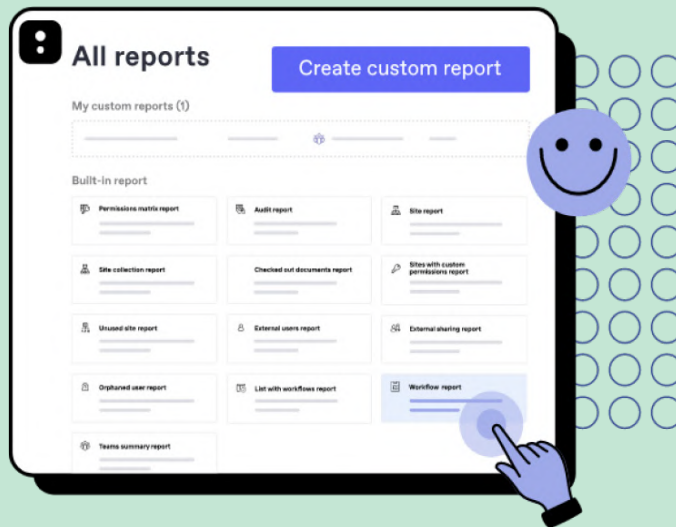 All reports
Create custom report
My custom reports (1)
Built-in report
Permissions matrix report
Audit report
Site report
Site collection report
Checked out documents report
Sites with custom
permissions report
Unused site report
External users report
External sharing report
Orphaned user report
List with workflows report
Workflow report
Teams summary report